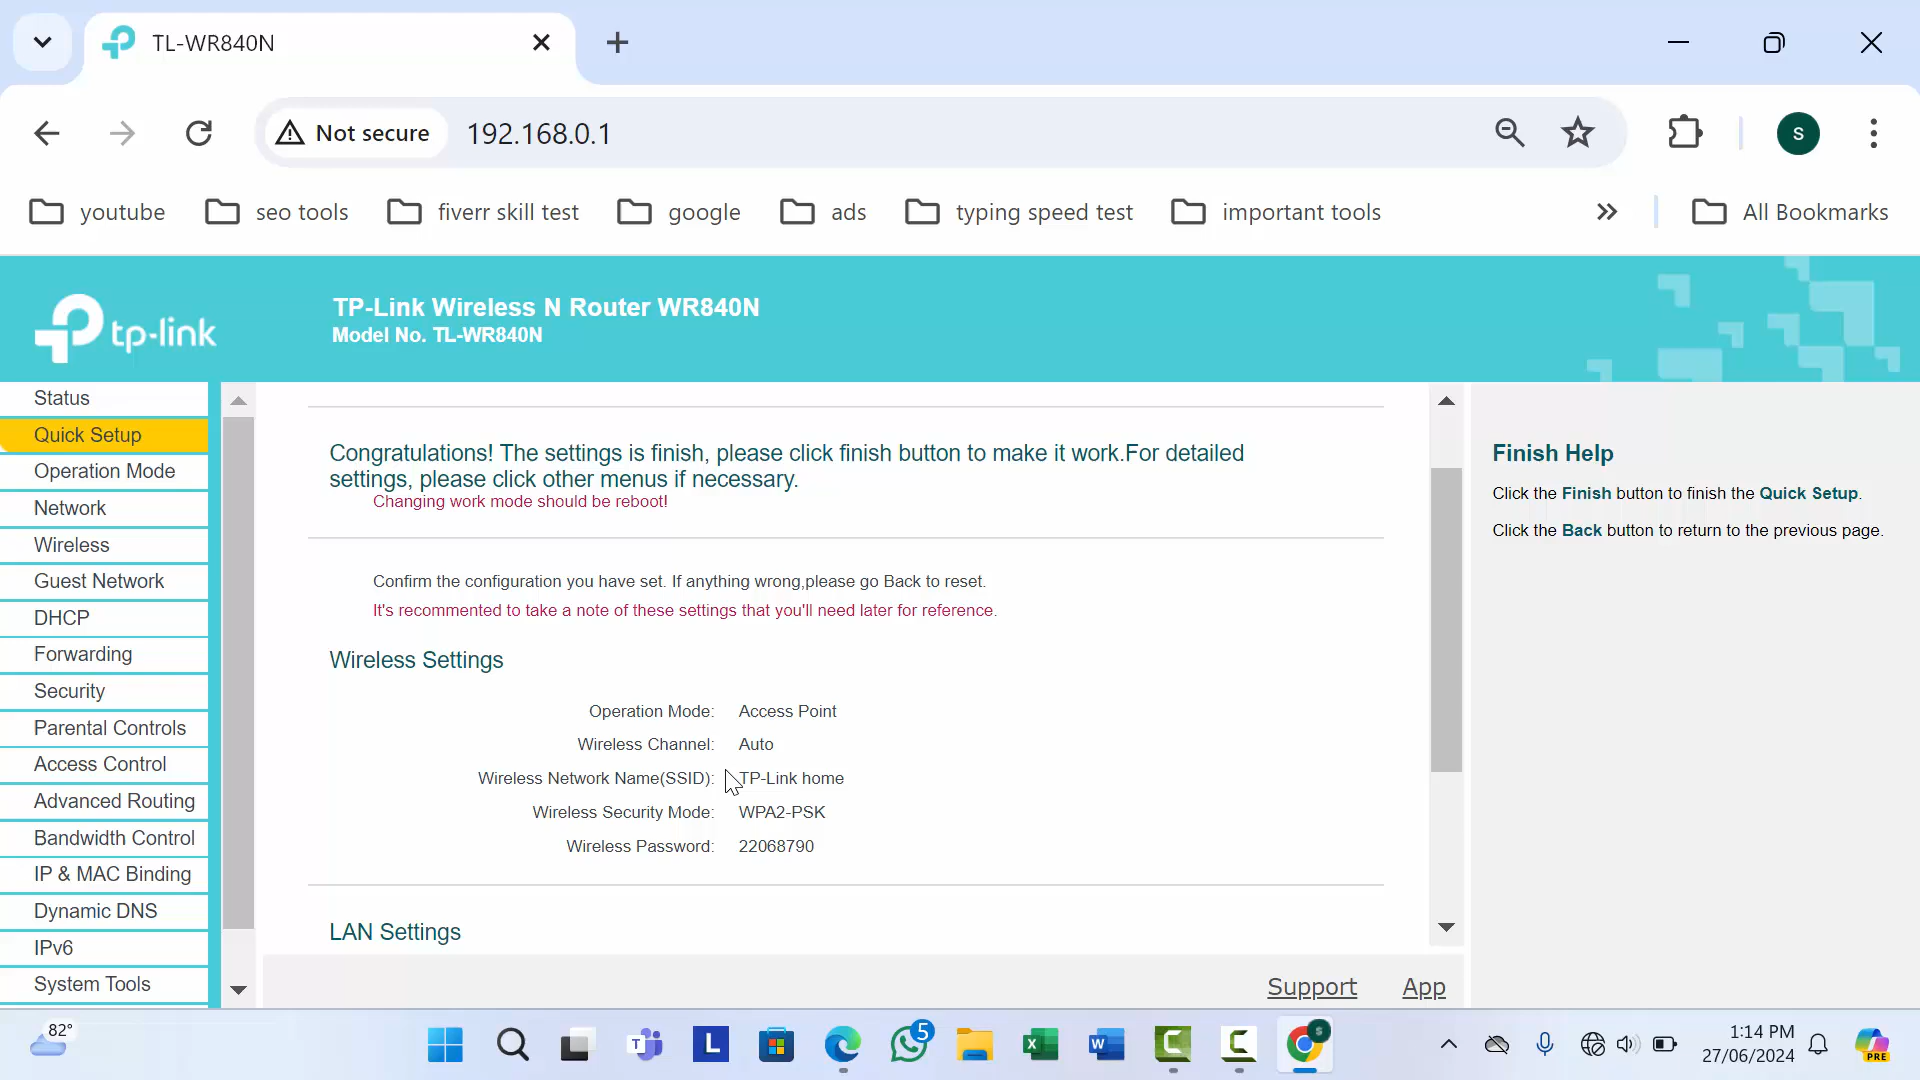 TL-WR840N
Not secure
192.168.0.1
S
youtube
seo tools
fiverr skill test
google
ads
typing speed test
important tools
All Bookmarks
tp-link
TP-Link Wireless N Router WR840N
Model No. TL-WR840N
Status
Quick Setup
Operation Mode
Network
Wireless
Guest Network
DHCP
Forwarding
Security
Parental Controls
Access Control
Advanced Routing
Bandwidth Control
IP & MAC Binding
Dynamic DNS
IPv6
System Tools
Congratulations! The settings is finish, please click finish button to make it work.For detailed
settings, please click other menus if necessary.
Changing work mode should be reboot!
Confirm the configuration you have set. If anything wrong,please go Back to reset.
It's recommented to take a note of these settings that you'll need later for reference.
Wireless Settings
Operation Mode: Access Point
Wireless Channel: Auto
Wireless Network Name(SSID): TP-Link home
Wireless Security Mode: WPA2-PSK
Wireless Password: 22068790
LAN Settings
Support
App
Finish Help
Click the Finish button to finish the Quick Setup.
Click the Back button to return to the previous page.
82°
T
L
5
X
W
C
C
S
1:14 PM
27/06/2024
PRE